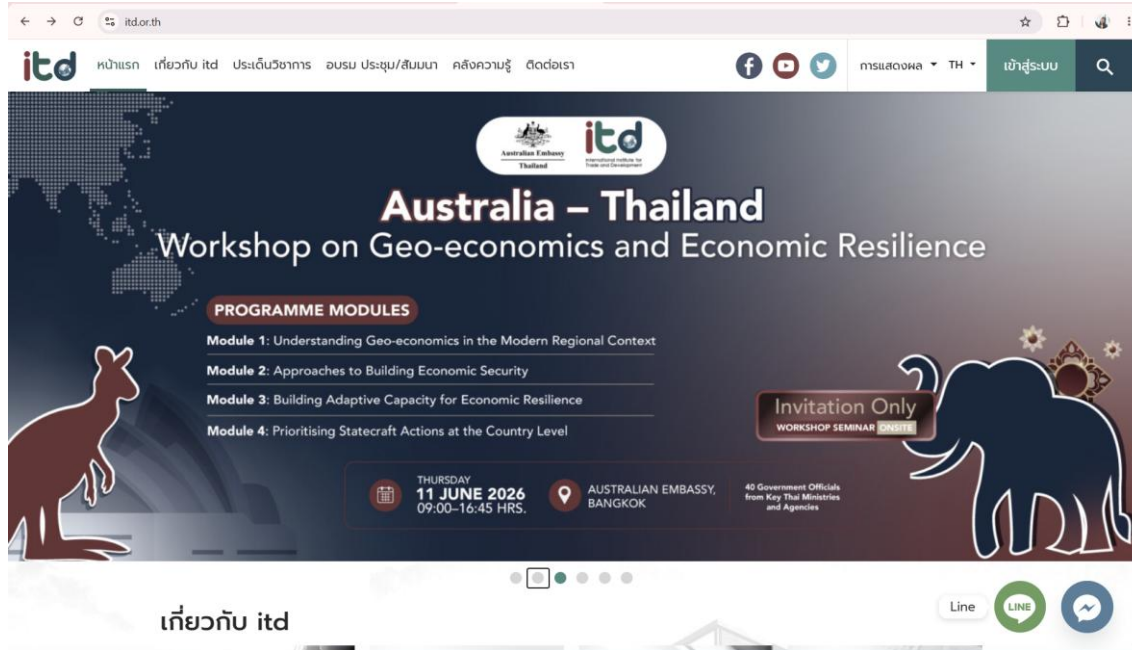 itd.or.th
itd
หน้าแรก
เกี่ยวกับ itd
ประเด็นวิชาการ
อบรม ประชุม/สัมมนา
คลังความรู้
ติดต่อเรา
การแสดงผล
TH
เข้าสู่ระบบ
Australian Embassy
Thailand
itd
International Institute for
Trade and Development
Australia – Thailand
Workshop on Geo-economics and Economic Resilience
PROGRAMME MODULES
Module 1: Understanding Geo-economics in the Modern Regional Context
Module 2: Approaches to Building Economic Security
Module 3: Building Adaptive Capacity for Economic Resilience
Module 4: Prioritising Statecraft Actions at the Country Level
Invitation Only
WORKSHOP SEMINAR ONSITE
THURSDAY
11 JUNE 2026
09:00–16:45 HRS.
AUSTRALIAN EMBASSY,
BANGKOK
40 Government Officials
from Key Thai Ministries
and Agencies
เกี่ยวกับ itd
Line
LINE